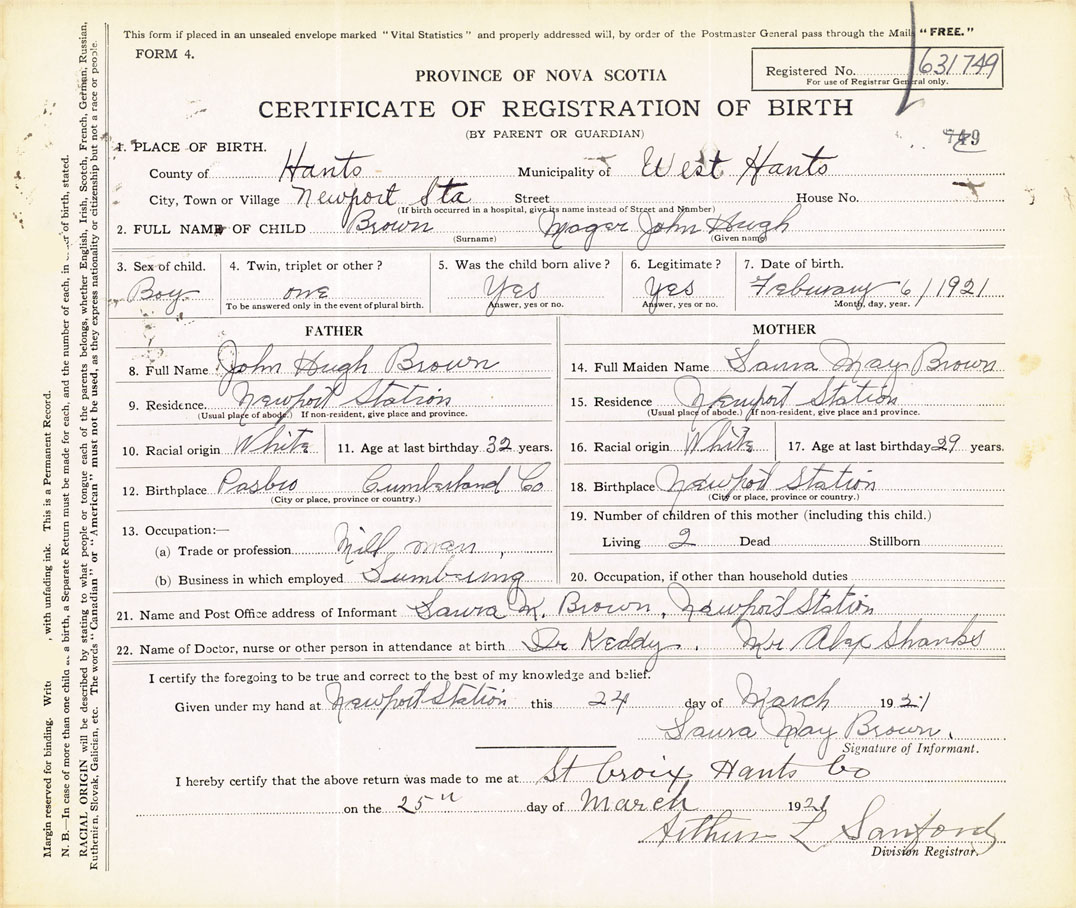 This form if placed in an unsealed envelope marked "Vital Statistics" and properly addressed will, by order of the Postmaster General pass through the Mails "FREE."
FORM 4.
PROVINCE OF NOVA SCOTIA
Registered No. 631749
For use of Registrar General only.
CERTIFICATE OF REGISTRATION OF BIRTH
(BY PARENT OR GUARDIAN)
749
1. PLACE OF BIRTH.
County of Hants Municipality of West Hants
City, Town or Village Newport Sta Street House No.
(If birth occurred in a hospital, give its name instead of Street and Number)
2. FULL NAME OF CHILD Brown Mager John Hugh
(Surname) (Given name)
3. Sex of child. 4. Twin, triplet or other? 5. Was the child born alive? 6. Legitimate? 7. Date of birth.
Boy one Yes Yes Feburary 6/1921
To be answered only in the event of plural birth. Answer, yes or no. Answer, yes or no. Month, day, year.
FATHER
8. Full Name John Hugh Brown
9. Residence. Newport Station
(Usual place of abode.) If non-resident, give place and province.
10. Racial origin White 11. Age at last birthday 32 years.
12. Birthplace Pasbro Cumberland Co
(City or place, province or country.)
13. Occupation:—
(a) Trade or profession Mill man
(b) Business in which employed Lumbering
MOTHER
14. Full Maiden Name Laura May Brown
15. Residence Newport Station
(Usual place of abode.) If non-resident, give place and province.
16. Racial origin White 17. Age at last birthday 29 years.
18. Birthplace Newport Station
(City or place, province or country.)
19. Number of children of this mother (including this child.)
Living 2 Dead Stillborn
20. Occupation, if other than household duties
21. Name and Post Office address of Informant Laura M. Brown, Newport Station
22. Name of Doctor, nurse or other person in attendance at birth Dr Keddy. Mr Alex Shanks
I certify the foregoing to be true and correct to the best of my knowledge and belief.
Given under my hand at Newport Station this 24 day of March 1921
Laura May Brown.
Signature of Informant.
I hereby certify that the above return was made to me at St Croix Hants Co
on the 25th day of March 1921
Arthur L Sanford
Division Registrar.
Margin reserved for binding. with unfading ink. This is a Permanent Record.
N. B.—In case of more than one child a birth, a Separate Return must be made for each, and the number of each, in of birth, stated.
RACIAL ORIGIN will be described by stating to what people or tongue each of the parents belongs, whether English, Irish, Scotch, French, German, Russian,
Ruthenian, Slovak, Galician, etc. The words "Canadian" or "American" must not be used, as they express nationality or citizenship but not a race or people.